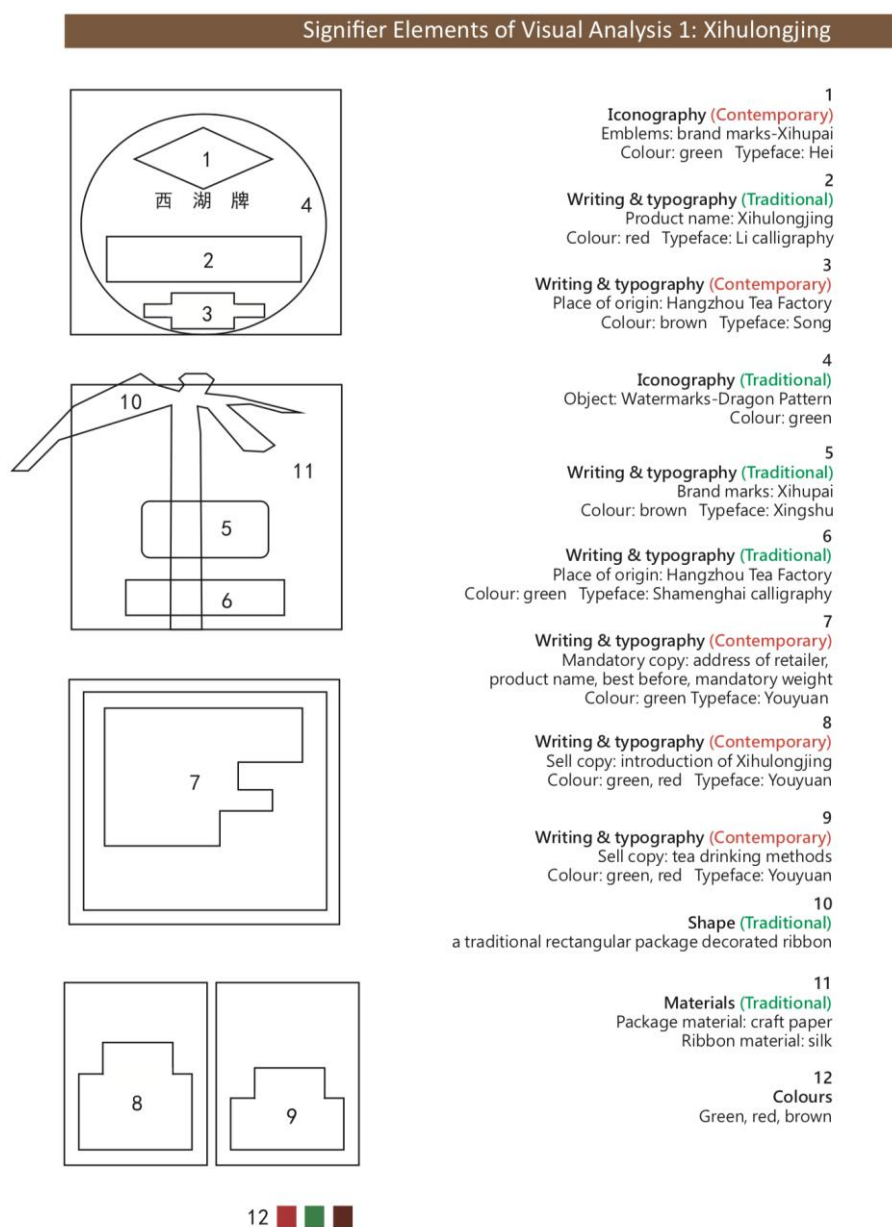 Signifier Elements of Visual Analysis 1: Xihulongjing
1
西 湖 牌
4
2
3
10
11
5
6
7
8
9
12
1
Iconography (Contemporary)
Emblems: brand marks-Xihupai
Colour: green Typeface: Hei
2
Writing & typography (Traditional)
Product name: Xihulongjing
Colour: red Typeface: Li calligraphy
3
Writing & typography (Contemporary)
Place of origin: Hangzhou Tea Factory
Colour: brown Typeface: Song
4
Iconography (Traditional)
Object: Watermarks-Dragon Pattern
Colour: green
5
Writing & typography (Traditional)
Brand marks: Xihupai
Colour: brown Typeface: Xingshu
6
Writing & typography (Traditional)
Place of origin: Hangzhou Tea Factory
Colour: green Typeface: Shamenghai calligraphy
7
Writing & typography (Contemporary)
Mandatory copy: address of retailer,
product name, best before, mandatory weight
Colour: green Typeface: Youyuan
8
Writing & typography (Contemporary)
Sell copy: introduction of Xihulongjing
Colour: green, red Typeface: Youyuan
9
Writing & typography (Contemporary)
Sell copy: tea drinking methods
Colour: green, red Typeface: Youyuan
10
Shape (Traditional)
a traditional rectangular package decorated ribbon
11
Materials (Traditional)
Package material: craft paper
Ribbon material: silk
12
Colours
Green, red, brown